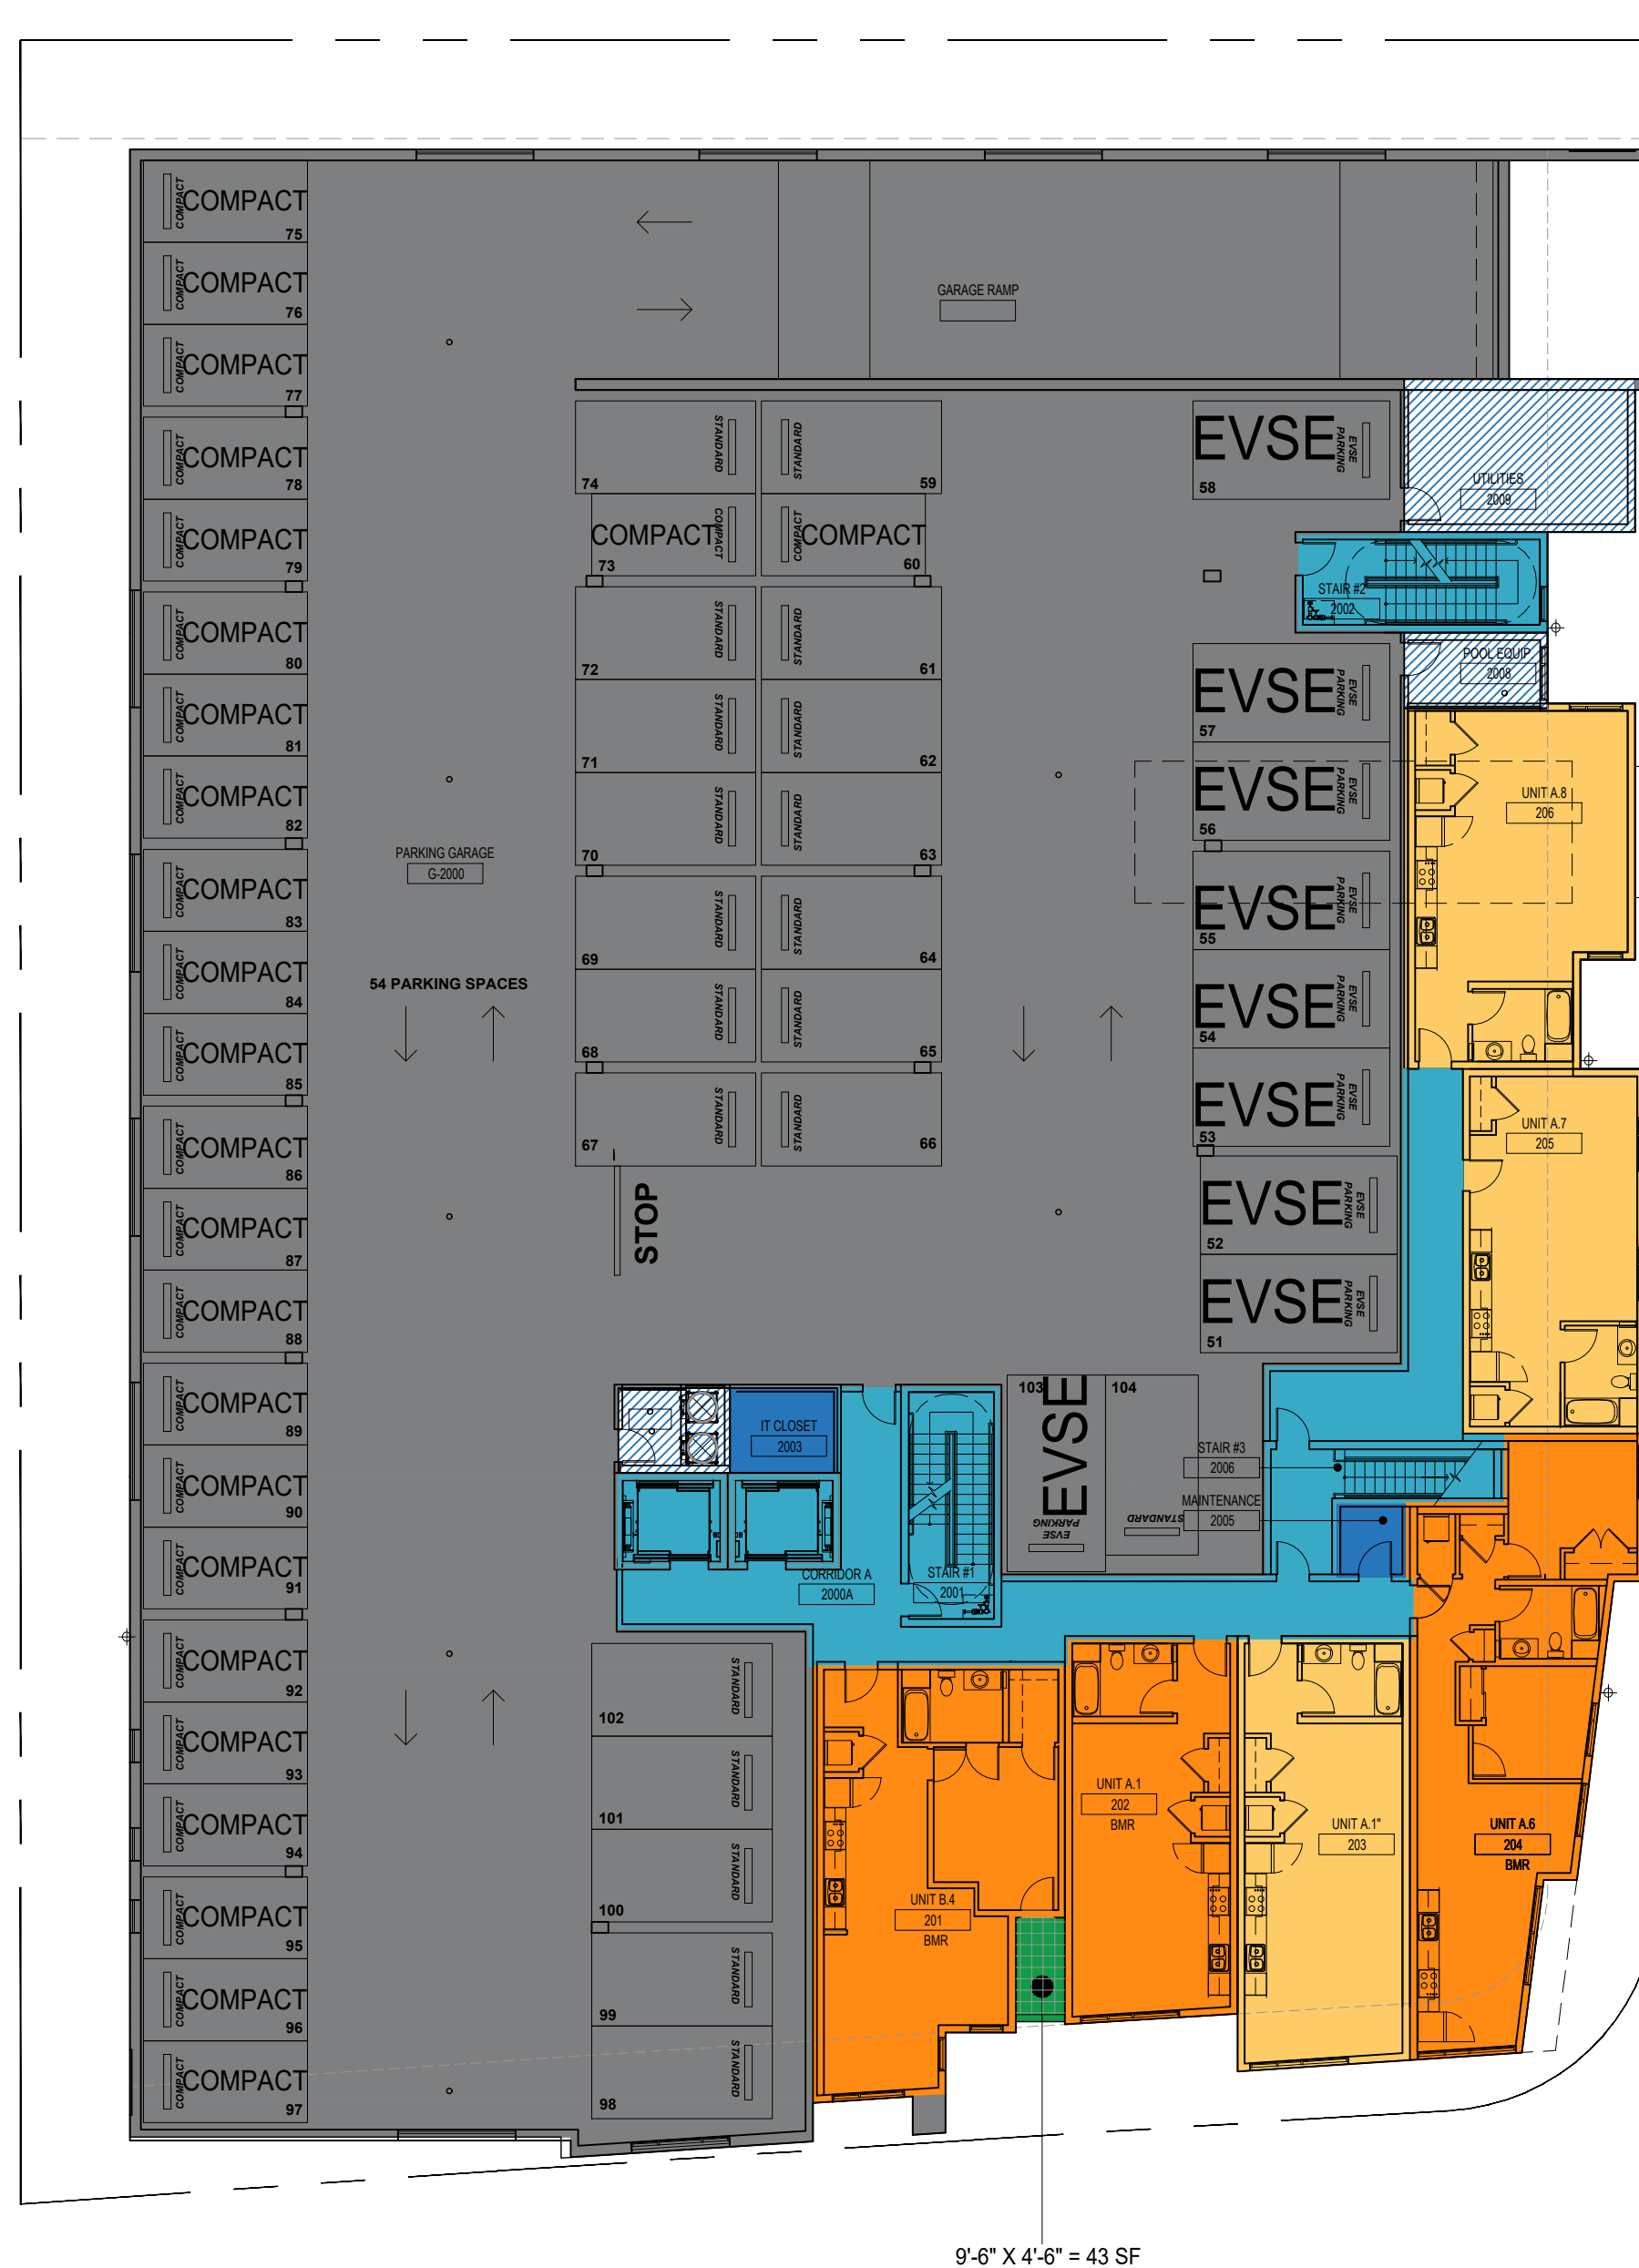 COMPACT COMPACT
75
COMPACT COMPACT
76
COMPACT COMPACT
77
COMPACT COMPACT
78
COMPACT COMPACT
79
COMPACT COMPACT
80
COMPACT COMPACT
81
COMPACT COMPACT
82
COMPACT COMPACT
83
COMPACT COMPACT
84
COMPACT COMPACT
85
COMPACT COMPACT
86
COMPACT COMPACT
87
COMPACT COMPACT
88
COMPACT COMPACT
89
COMPACT COMPACT
90
COMPACT COMPACT
91
COMPACT COMPACT
92
COMPACT COMPACT
93
COMPACT COMPACT
94
COMPACT COMPACT
95
COMPACT COMPACT
96
COMPACT COMPACT
97
GARAGE RAMP
PARKING GARAGE
G-2000
54 PARKING SPACES
STANDARD
74
COMPACT COMPACT
73
STANDARD
72
STANDARD
71
STANDARD
70
STANDARD
69
STANDARD
68
STANDARD
67
STOP
STANDARD
59
COMPACT COMPACT
60
STANDARD
61
STANDARD
62
STANDARD
63
STANDARD
64
STANDARD
65
STANDARD
66
EVSE
EVSE
PARKING
58
EVSE
EVSE
PARKING
57
EVSE
EVSE
PARKING
56
EVSE
EVSE
PARKING
55
EVSE
EVSE
PARKING
54
EVSE
EVSE
PARKING
53
EVSE
EVSE
PARKING
52
EVSE
EVSE
PARKING
51
UTILITIES
2009
STAIR #2
2002
POOL EQUIP
2008
UNIT A.8
206
UNIT A.7
205
103
EVSE
EVSE
PARKING
104
STANDARD
STAIR #3
2006
MAINTENANCE
2005
IT CLOSET
2003
CORRIDOR A
2000A
STAIR #1
2001
STANDARD
102
STANDARD
101
STANDARD
100
STANDARD
99
STANDARD
98
UNIT B.4
201
BMR
UNIT A.1
202
BMR
UNIT A.1"
203
UNIT A.6
204
BMR
9'-6" X 4'-6" = 43 SF